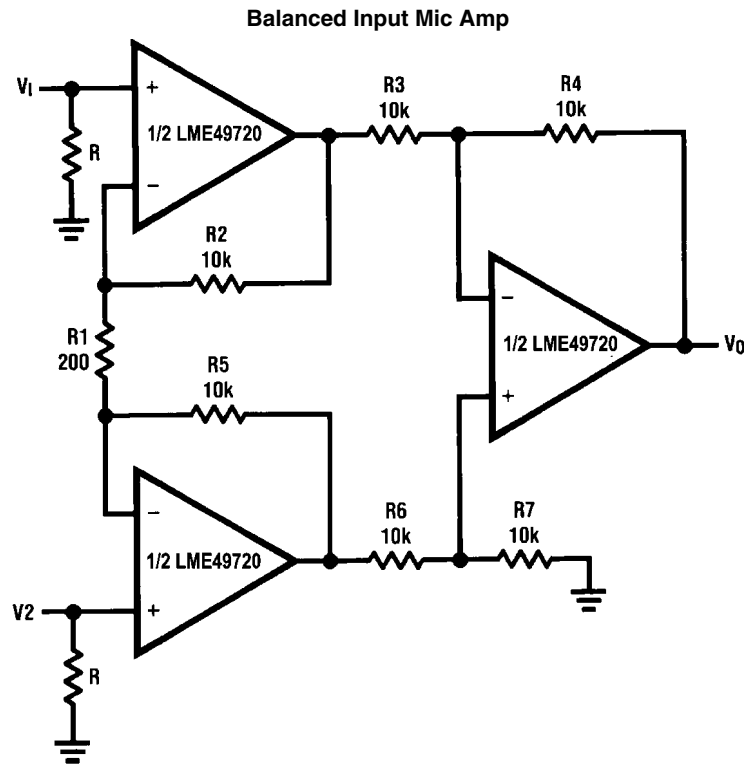 Balanced Input Mic Amp
VI
+
1/2 LME49720
−
R
R3
10k
R4
10k
R2
10k
R1
200
R5
10k
−
1/2 LME49720
+
VO
−
1/2 LME49720
+
R6
10k
R7
10k
V2
R